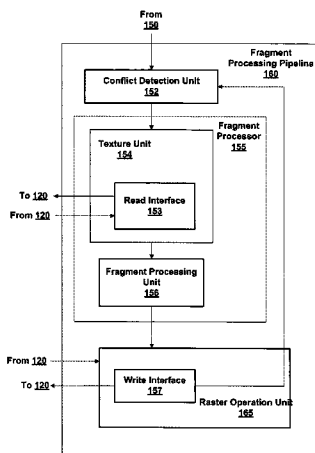 From
150
Fragment
Processing Pipeline
160
Conflict Detection Unit
152
Fragment
Processor
155
Texture Unit
154
To 120
Read Interface
153
From 120
Fragment Processing
Unit
156
From 120
Write Interface
157
To 120
Raster Operation Unit
165